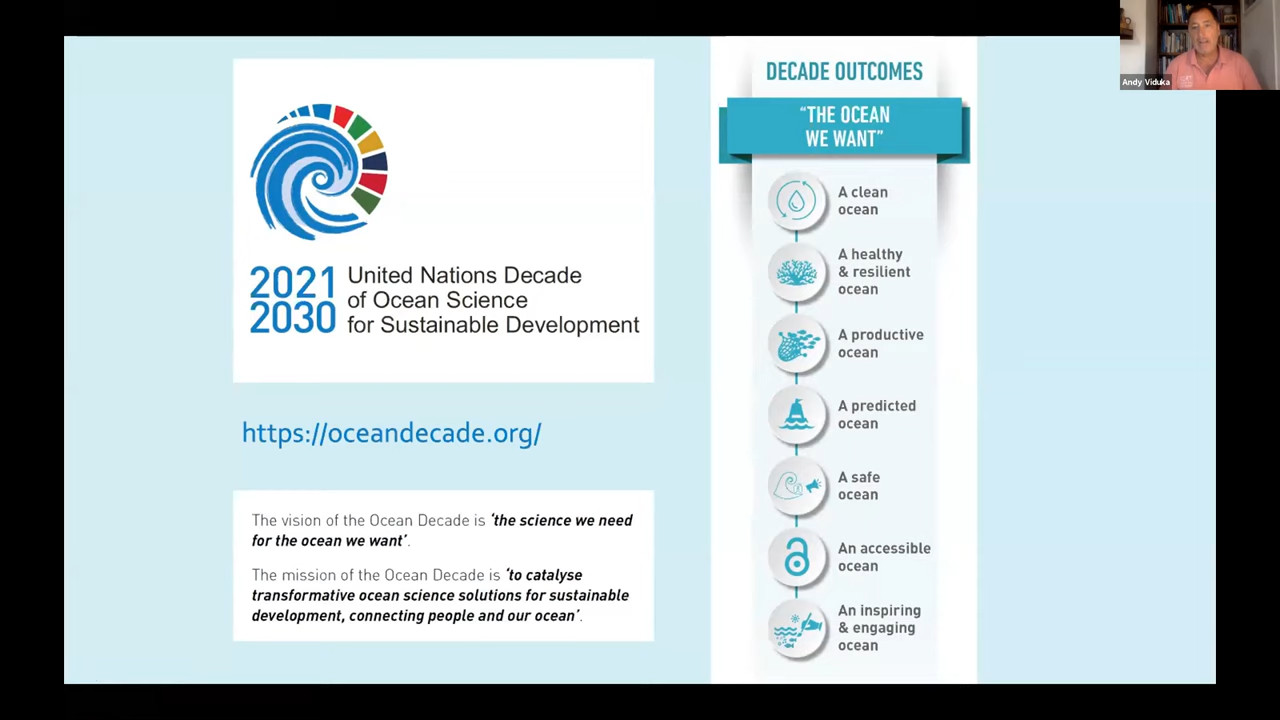 Andy Viduka
2021
2030
United Nations Decade
of Ocean Science
for Sustainable Development
https://oceandecade.org/
The vision of the Ocean Decade is ‘the science we need
for the ocean we want’.
The mission of the Ocean Decade is ‘to catalyse
transformative ocean science solutions for sustainable
development, connecting people and our ocean’.
DECADE OUTCOMES
“THE OCEAN
WE WANT”
A clean
ocean
A healthy
& resilient
ocean
A productive
ocean
A predicted
ocean
A safe
ocean
An accessible
ocean
An inspiring
& engaging
ocean